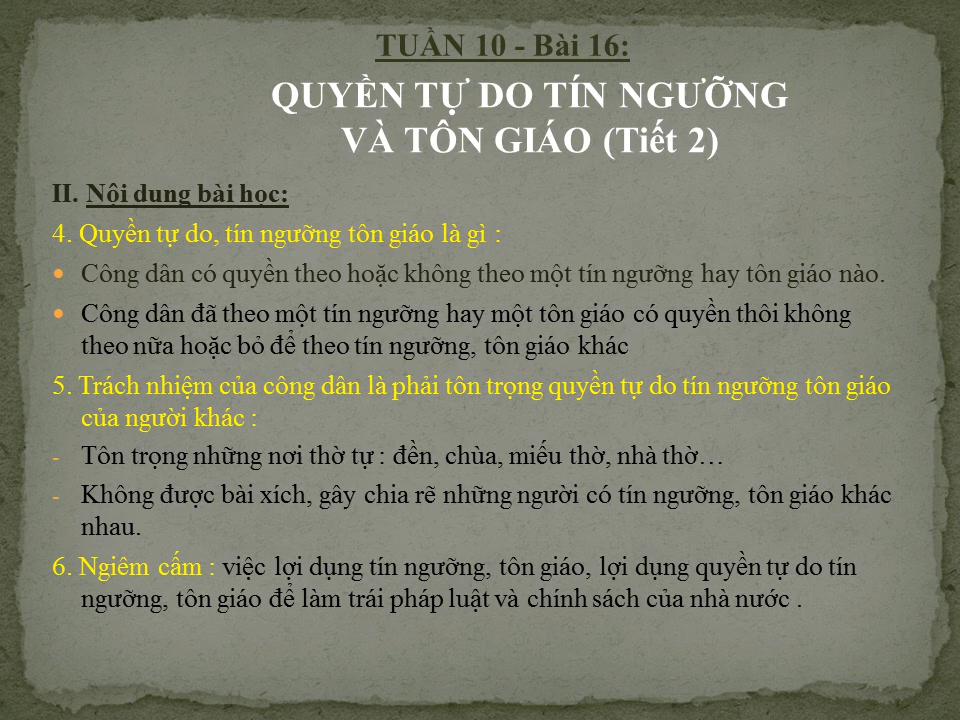 TUẦN 10 - Bài 16:
QUYỀN TỰ DO TÍN NGƯỠNG
VÀ TÔN GIÁO (Tiết 2)
II. Nội dung bài học:
4. Quyền tự do, tín ngưỡng tôn giáo là gì :
• Công dân có quyền theo hoặc không theo một tín ngưỡng hay tôn giáo nào.
• Công dân đã theo một tín ngưỡng hay một tôn giáo có quyền thôi không
theo nữa hoặc bỏ để theo tín ngưỡng, tôn giáo khác
5. Trách nhiệm của công dân là phải tôn trọng quyền tự do tín ngưỡng tôn giáo
của người khác :
- Tôn trọng những nơi thờ tự : đền, chùa, miếu thờ, nhà thờ…
- Không được bài xích, gây chia rẽ những người có tín ngưỡng, tôn giáo khác
nhau.
6. Ngiêm cấm : việc lợi dụng tín ngưỡng, tôn giáo, lợi dụng quyền tự do tín
ngưỡng, tôn giáo để làm trái pháp luật và chính sách của nhà nước .